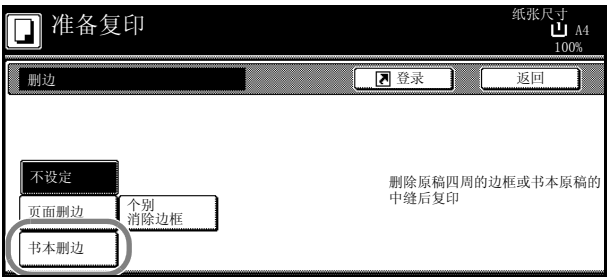 准备复印
纸张尺寸
A4
100%
删边
登录
返回
不设定
页面删边
个别
消除边框
书本删边
删除原稿四周的边框或书本原稿的
中缝后复印